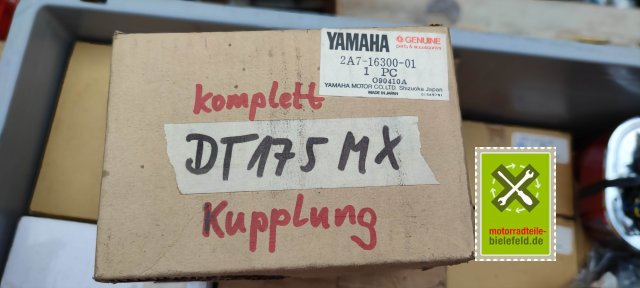 YAMAHA GENUINE
parts & accessories
2A7-16300-01
1 PC
O90410A
YAMAHA MOTOR CO.,LTD Shizuoka Japan
MADE IN JAPAN
Komplett
DT175MX
Kupplung
motorradteile-
bielefeld.de